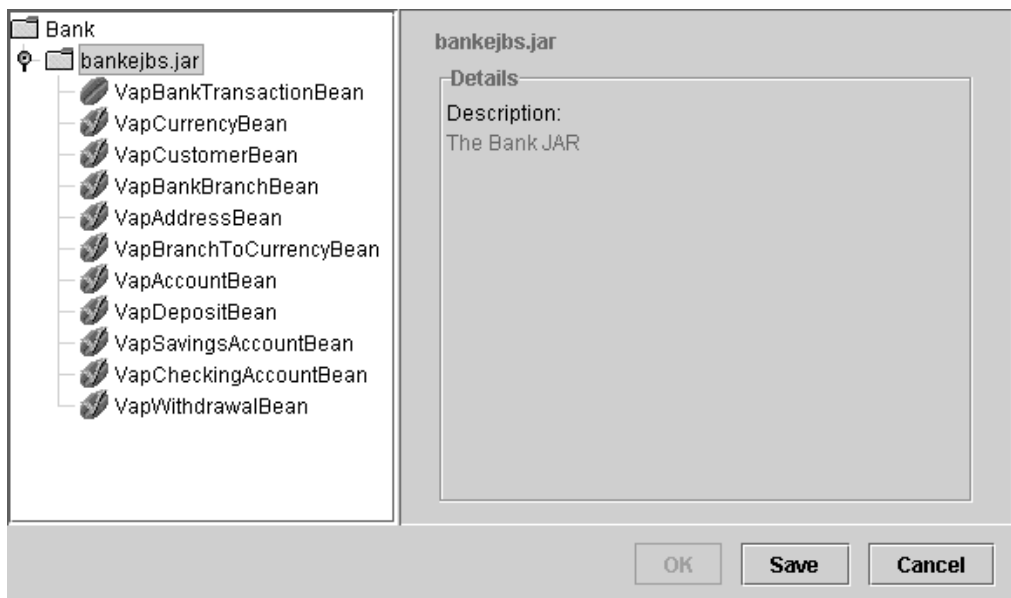 Bank
bankejbs.jar
VapBankTransactionBean
VapCurrencyBean
VapCustomerBean
VapBankBranchBean
VapAddressBean
VapBranchToCurrencyBean
VapAccountBean
VapDepositBean
VapSavingsAccountBean
VapCheckingAccountBean
VapWithdrawalBean
bankejbs.jar
Details
Description:
The Bank JAR
OK
Save
Cancel